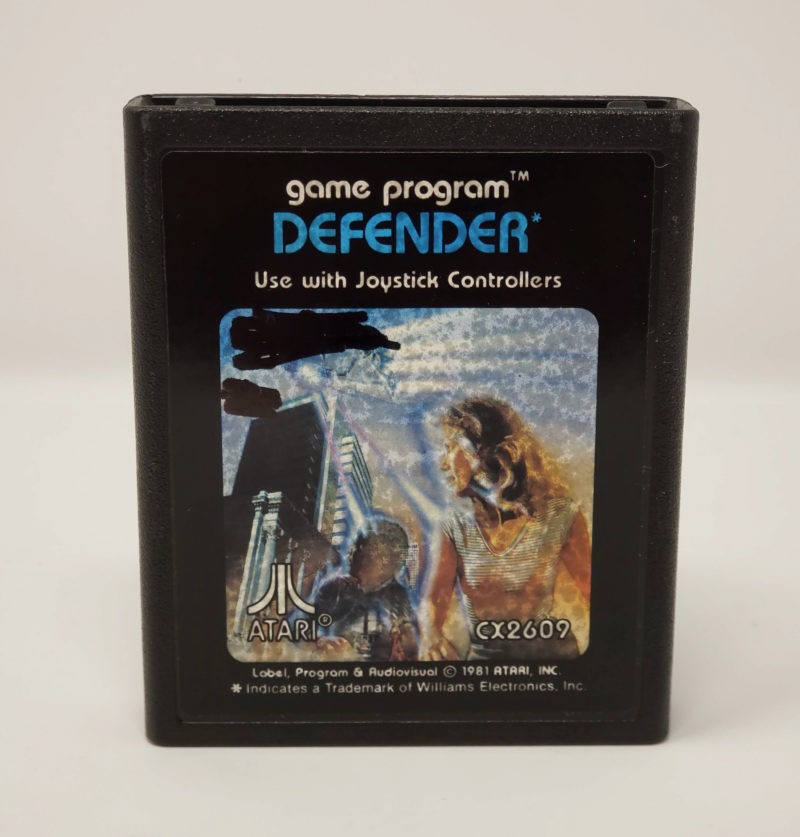 game program™
DEFENDER*
Use with Joystick Controllers
ATARI®
CX2609
Label, Program & Audiovisual © 1981 ATARI, INC.
* Indicates a Trademark of Williams Electronics, Inc.